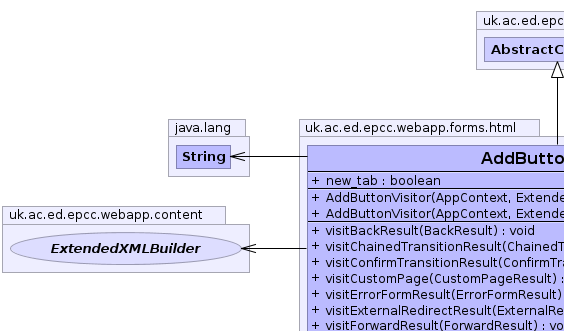 uk.ac.ed.epcc
AbstractC
java.lang
String
uk.ac.ed.epcc.webapp.forms.html
AddButto
+ new_tab : boolean
+ AddButtonVisitor(AppContext, Extende
+ AddButtonVisitor(AppContext, Extende
+ visitBackResult(BackResult) : void
+ visitChainedTransitionResult(ChainedT
+ visitConfirmTransitionResult(ConfirmTra
+ visitCustomPage(CustomPageResult) :
+ visitErrorFormResult(ErrorFormResult)
+ visitExternalRedirectResult(ExternalRe
+ visitForwardResult(ForwardResult) : vo
uk.ac.ed.epcc.webapp.content
ExtendedXMLBuilder